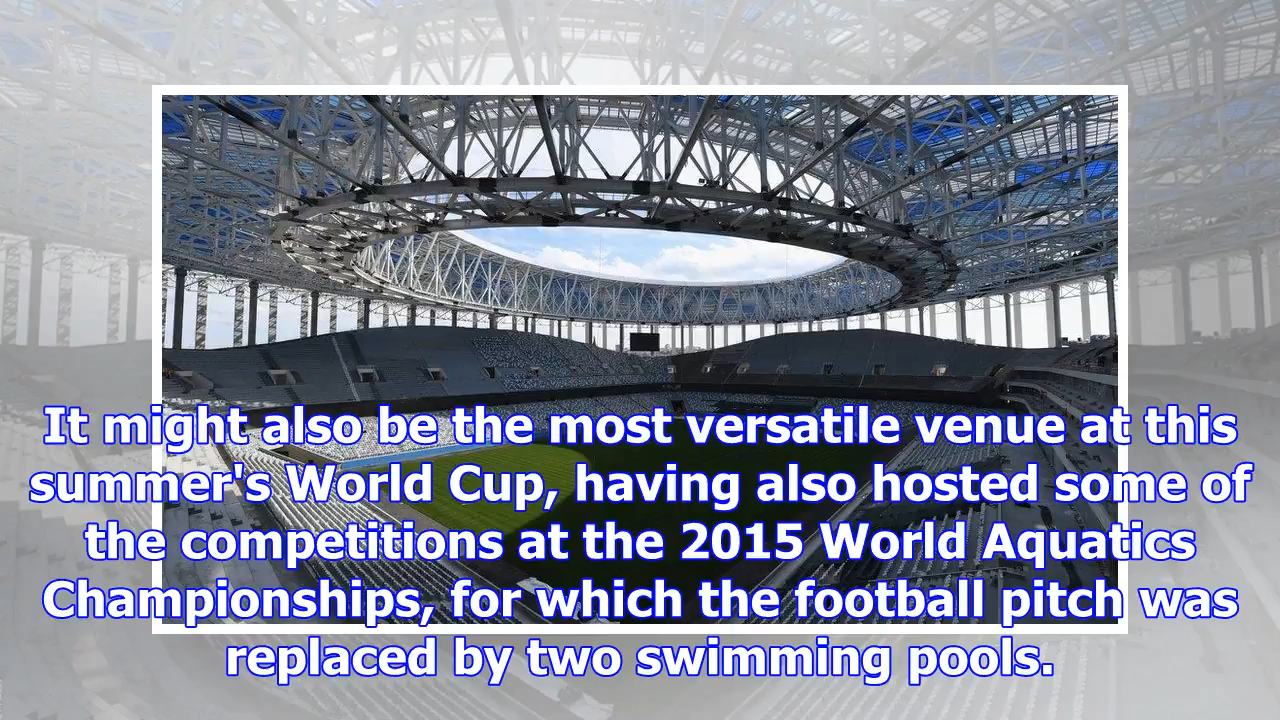 It might also be the most versatile venue at this
summer's World Cup, having also hosted some of
the competitions at the 2015 World Aquatics
Championships, for which the football pitch was
replaced by two swimming pools.